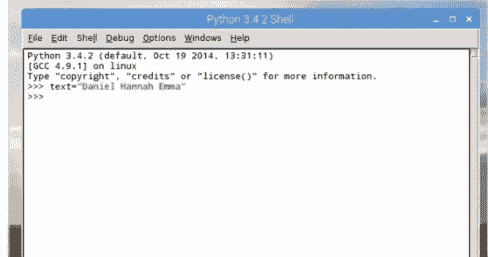 Python 3.4.2 Shell
File Edit Shell Debug Options Windows Help
Python 3.4.2 (default, Oct 19 2014, 13:31:11)
[GCC 4.9.1] on linux
Type "copyright", "credits" or "license()" for more information.
>>> text="Daniel Hannah Emma"
>>>